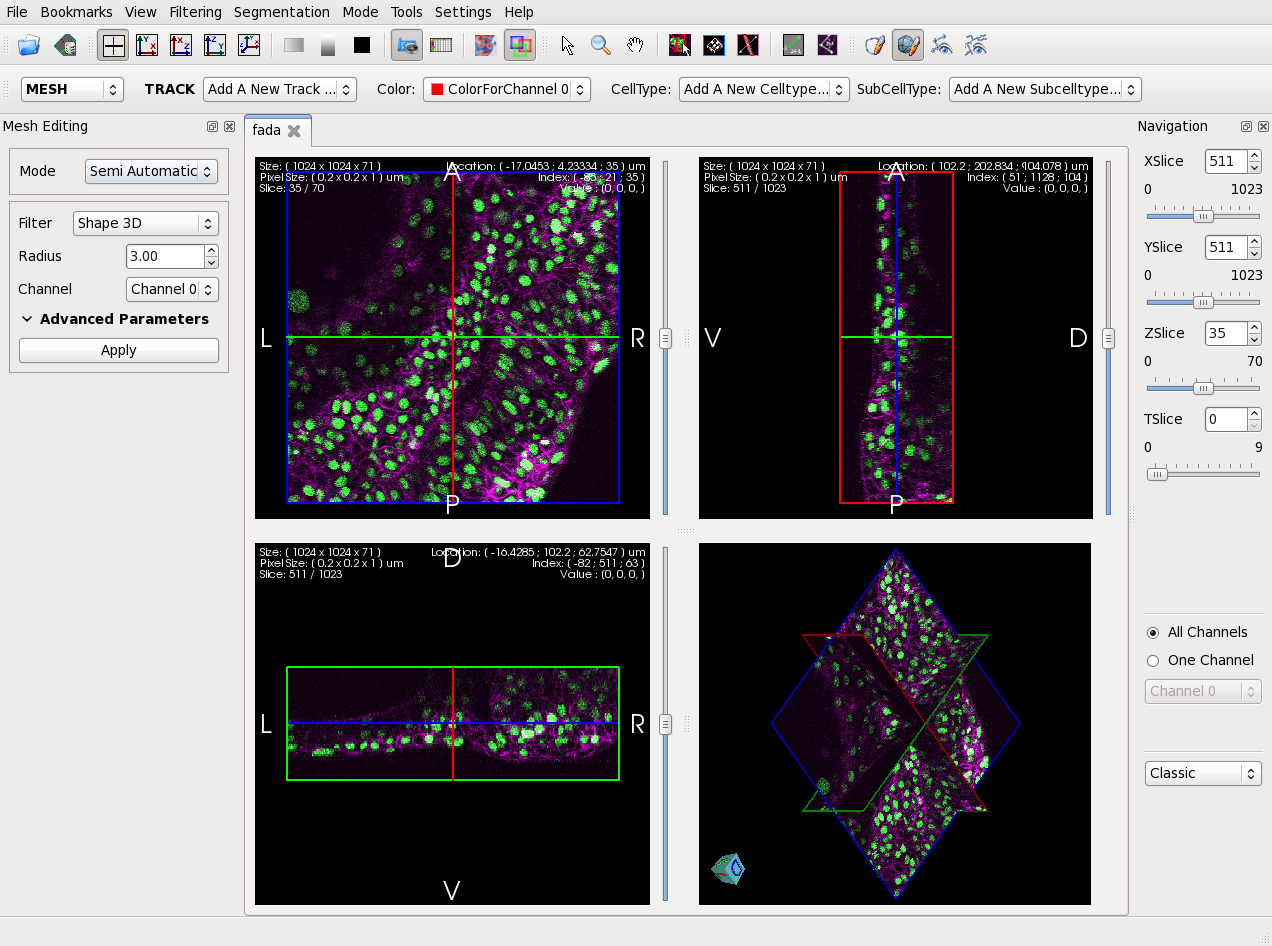 File Bookmarks View Filtering Segmentation Mode Tools Settings Help
MESH TRACK Add A New Track ... Color: ColorForChannel 0 CellType: Add A New Celltype... SubCellType: Add A New Subcelltype...
Mesh Editing
Mode Semi Automatic
Filter Shape 3D
Radius 3.00
Channel Channel 0
Advanced Parameters
Apply
fada
Size: ( 1024 x 1024 x 71 ) Location: ( -17.0453 ; 4.23334 ; 35 ) um
Pixel Size: ( 0.2 x 0.2 x 1 ) um Index: ( -85 ; 21 ; 35 )
Slice: 35 / 70 Value : (0, 0, 0, )
A
L R
P
Size: ( 1024 x 1024 x 71 ) Location: ( 102.2 ; 202.834 ; 104.078 ) um
Pixel Size: ( 0.2 x 0.2 x 1 ) um Index: ( 51 ; 1128 ; 104 )
Slice: 511 / 1023 Value : (0, 0, 0, )
A
V D
P
Size: ( 1024 x 1024 x 71 ) Location: ( -16.4285 ; 102.2 ; 62.7547 ) um
Pixel Size: ( 0.2 x 0.2 x 1 ) um Index: ( -82 ; 511 ; 63 )
Slice: 511 / 1023 Value : (0, 0, 0, )
D
L R
V
Navigation
XSlice 511
0 1023
YSlice 511
0 1023
ZSlice 35
0 70
TSlice 0
0 9
All Channels
One Channel
Channel 0
Classic